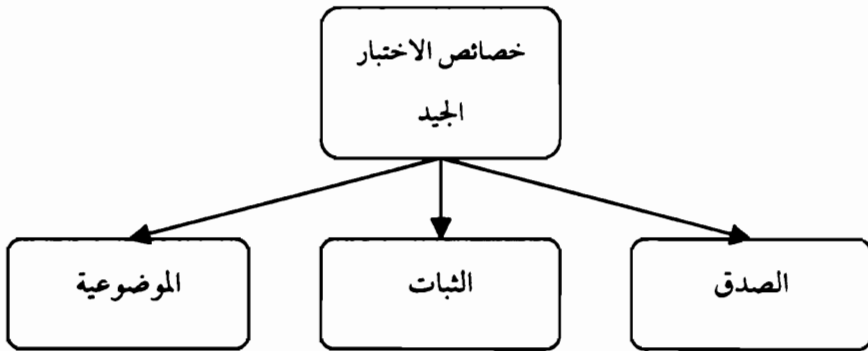 خصائص الاختبار
الجيد
الصدق
الثبات
الموضوعية